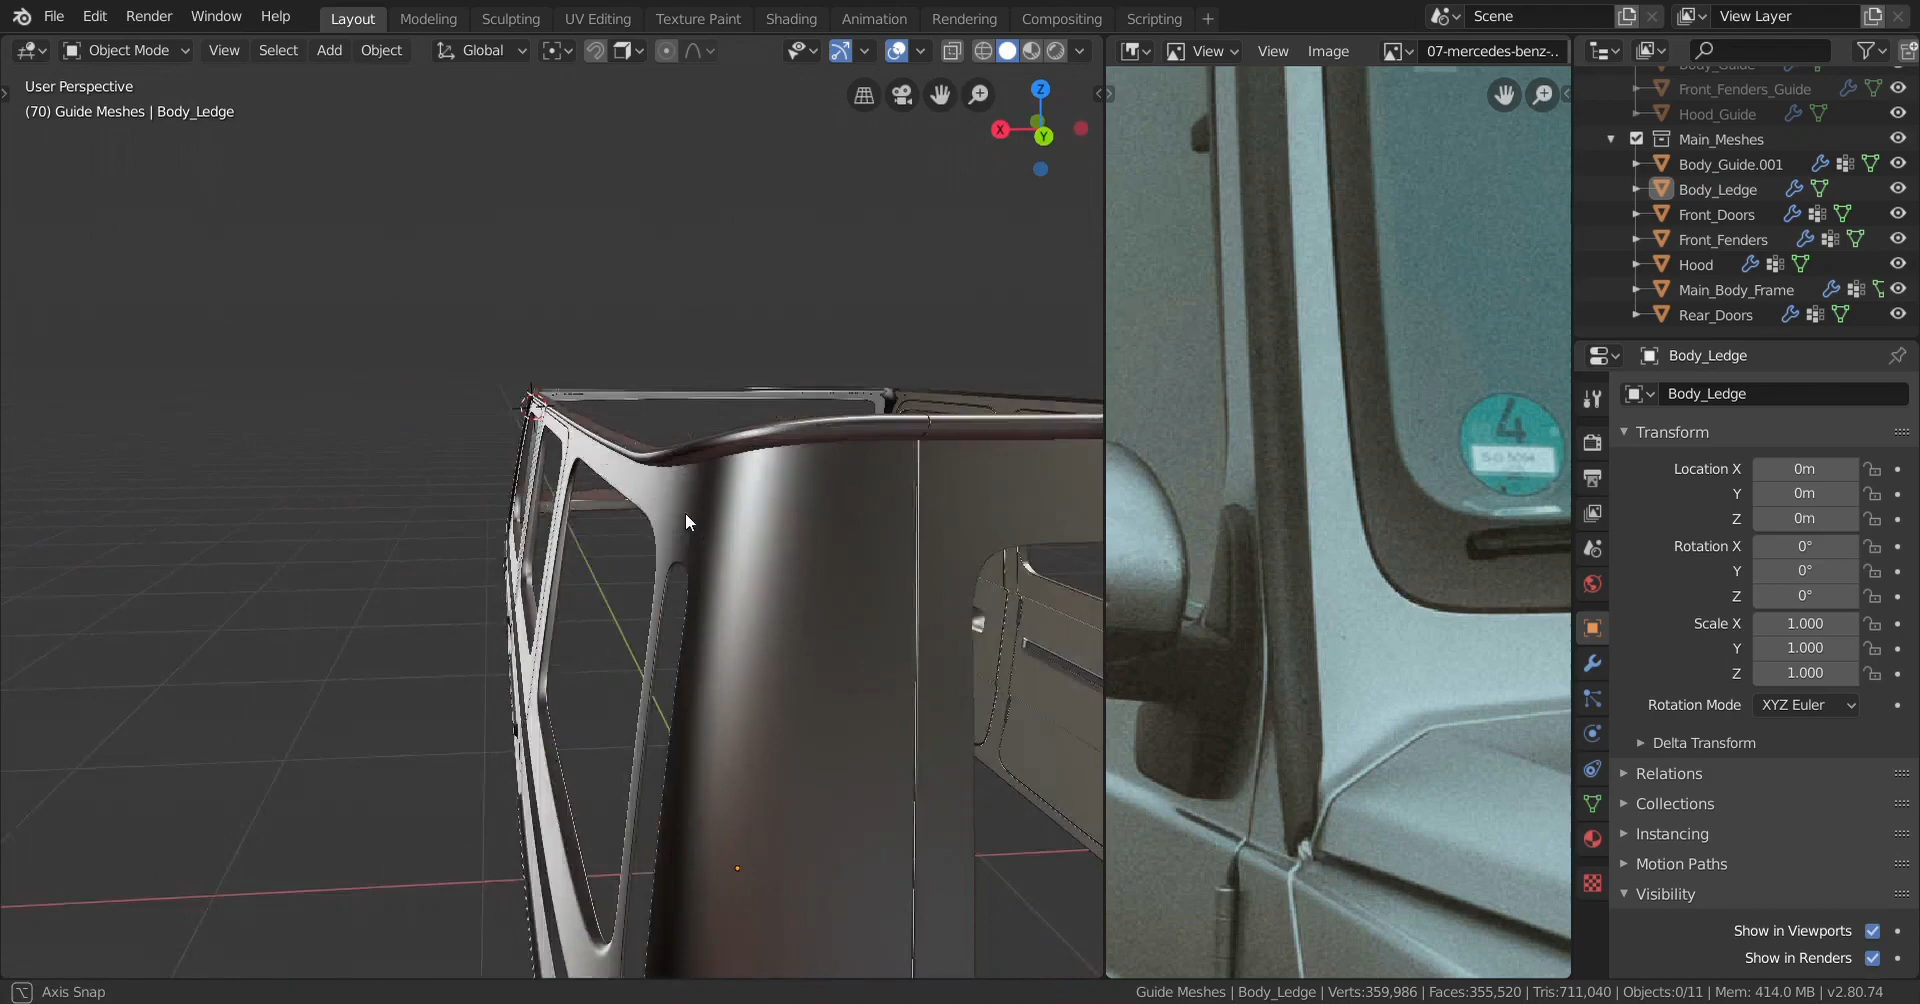 File Edit Render Window Help
Layout Modeling Sculpting UV Editing Texture Paint Shading Animation Rendering Compositing Scripting +
Scene
View Layer
Object Mode View Select Add Object Global
View View Image 07-mercedes-benz-..
User Perspective
(70) Guide Meshes | Body_Ledge
Z
X
Y
4
Body_Guide
Front_Fenders_Guide
Hood_Guide
Main_Meshes
Body_Guide.001
Body_Ledge
Front_Doors
Front_Fenders
Hood
Main_Body_Frame
Rear_Doors
Body_Ledge
Body_Ledge
Transform
Location X 0m
Y 0m
Z 0m
Rotation X 0°
Y 0°
Z 0°
Scale X 1.000
Y 1.000
Z 1.000
Rotation Mode XYZ Euler
Delta Transform
Relations
Collections
Instancing
Motion Paths
Visibility
Show in Viewports
Show in Renders
Axis Snap
Guide Meshes | Body_Ledge | Verts:359,986 | Faces:355,520 | Tris:711,040 | Objects:0/11 | Mem: 414.0 MB | v2.80.74